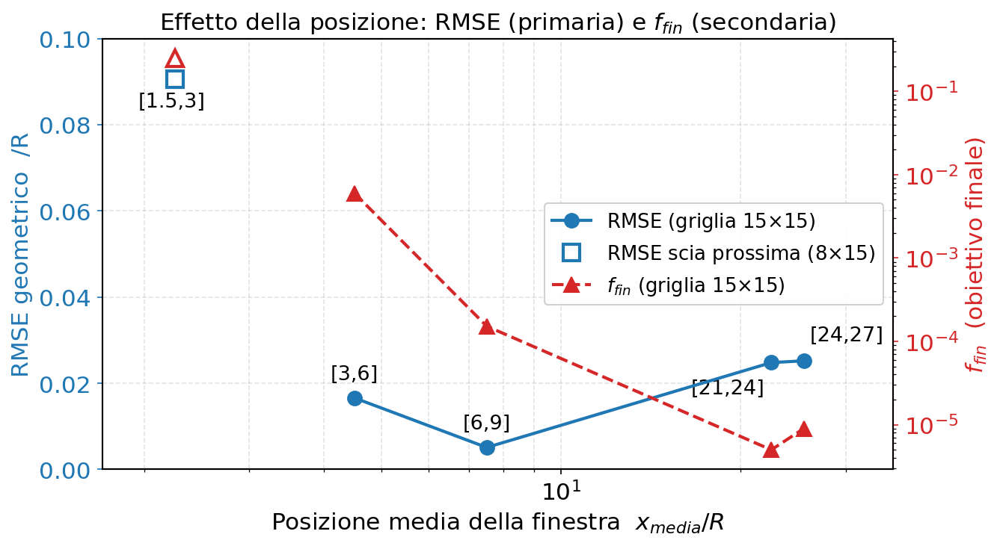 Effetto della posizione: RMSE (primaria) e f_fin (secondaria)
RMSE geometrico /R
0.10
0.08
0.06
0.04
0.02
0.00
[1.5,3]
[3,6]
[6,9]
[21,24]
[24,27]
RMSE (griglia 15×15)
RMSE scia prossima (8×15)
f_fin (griglia 15×15)
10^−1
10^−2
10^−3
10^−4
10^−5
f_fin (obiettivo finale)
10^1
Posizione media della finestra x_media/R